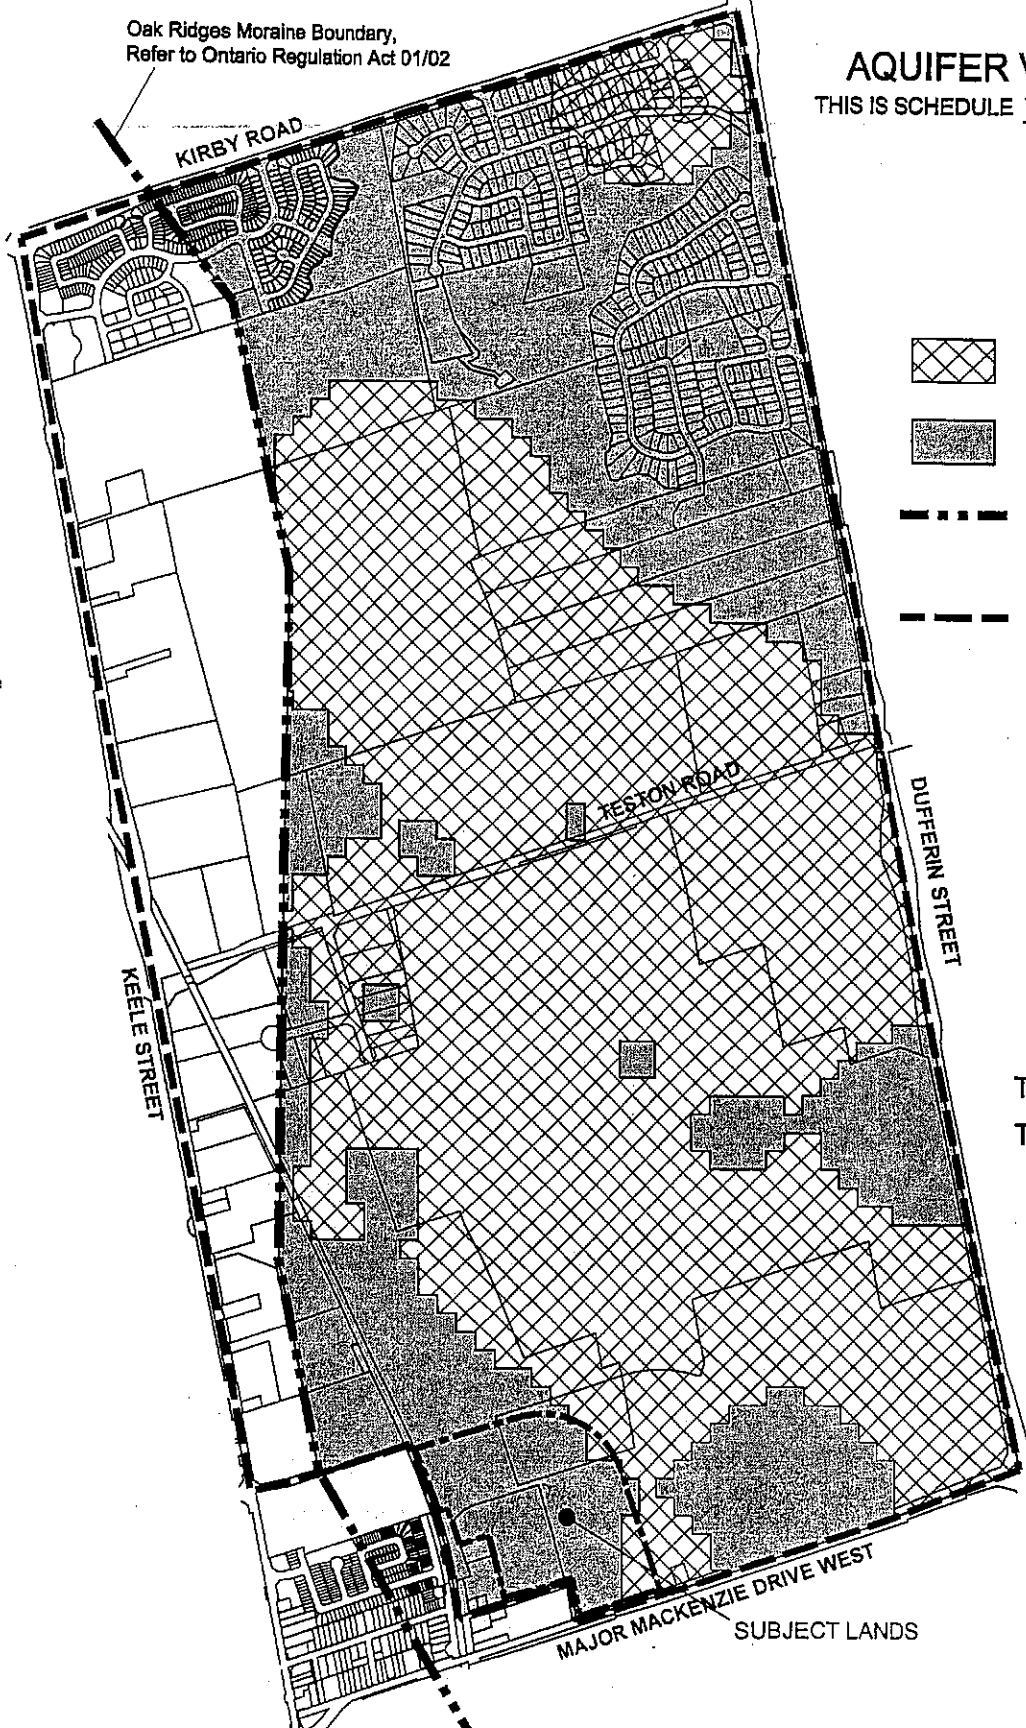 Oak Ridges Moraine Boundary,
Refer to Ontario Regulation Act 01/02
AQUIFER
THIS IS SCHEDULE
KIRBY ROAD
TESTON ROAD
DUFFERIN STREET
KEELE STREET
T
T
MAJOR MACKENZIE DRIVE WEST
SUBJECT LANDS